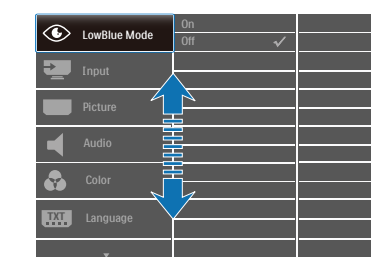 LowBlue Mode
On
Off
Input
Picture
Audio
Color
TXT
Language